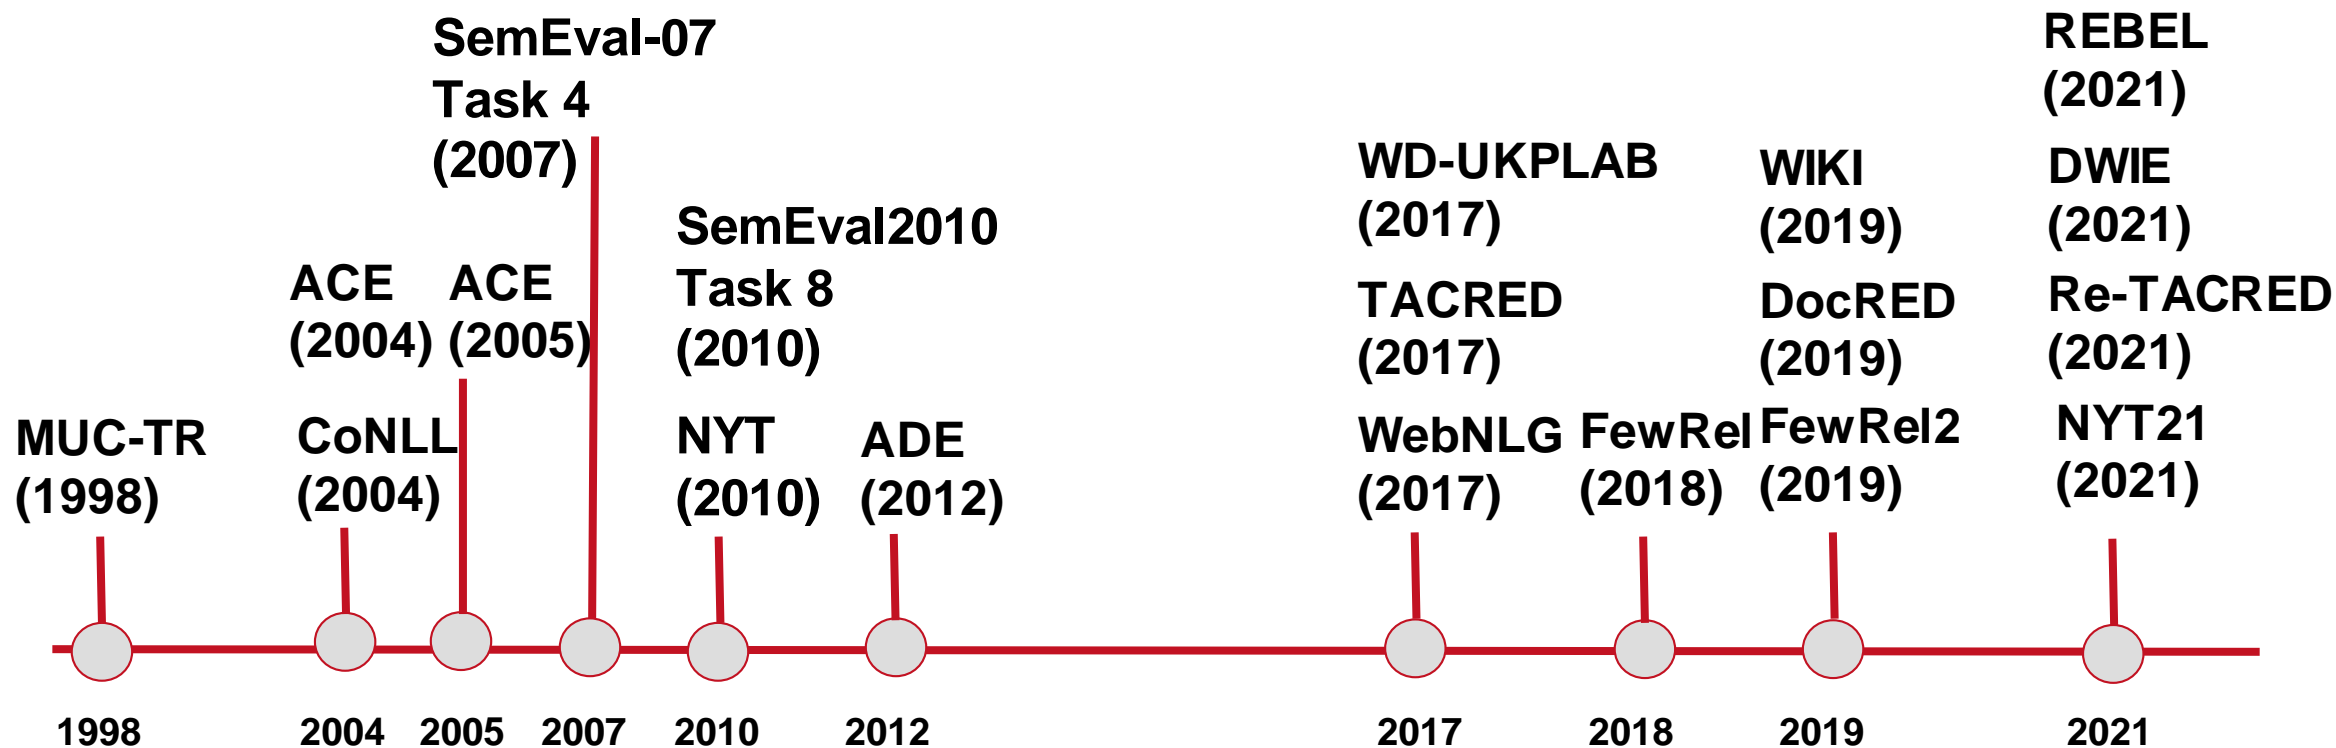 SemEval-07
Task 4
(2007)
REBEL
(2021)
WD-UKPLAB
(2017)
WIKI
(2019)
DWIE
(2021)
SemEval2010
Task 8
(2010)
ACE
(2004)
ACE
(2005)
TACRED
(2017)
DocRED
(2019)
Re-TACRED
(2021)
MUC-TR
(1998)
CoNLL
(2004)
NYT
(2010)
ADE
(2012)
WebNLG
(2017)
FewRel
(2018)
FewRel2
(2019)
NYT21
(2021)
1998
2004
2005
2007
2010
2012
2017
2018
2019
2021